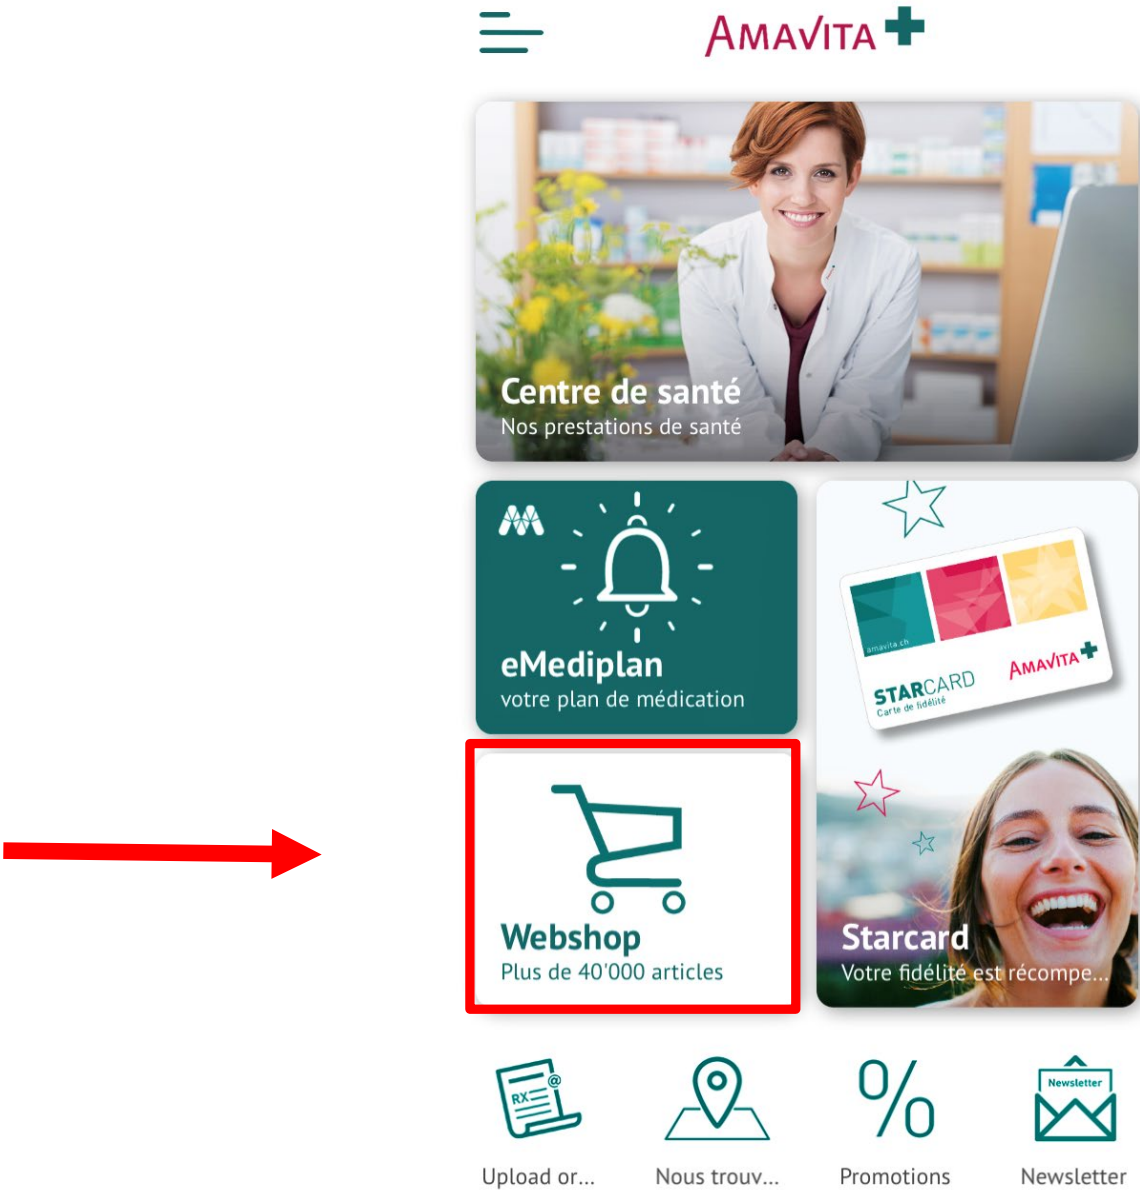 AMAVITA
Centre de santé
Nos prestations de santé
eMediplan
votre plan de médication
amavita.ch
STARCARD
Carte de fidélité
AMAVITA
Webshop
Plus de 40'000 articles
Starcard
Votre fidélité est récompe...
RX
@
Newsletter
Upload or...
Nous trouv...
Promotions
Newsletter